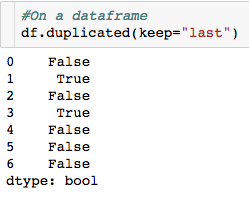 #On a dataframe
df.duplicated(keep="last")
0    False
1     True
2    False
3     True
4    False
5    False
6    False
dtype: bool